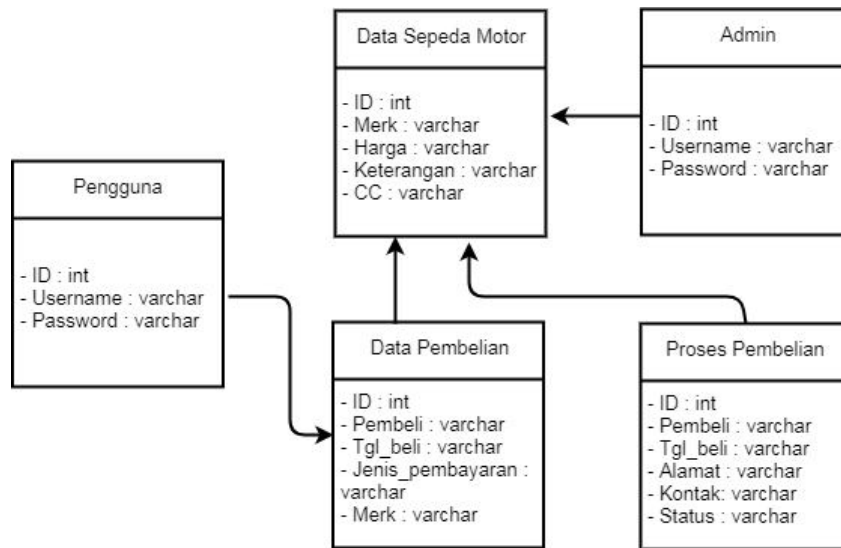 Data Sepeda Motor
- ID : int
- Merk : varchar
- Harga : varchar
- Keterangan : varchar
- CC : varchar
Admin
- ID : int
- Username : varchar
- Password : varchar
Pengguna
- ID : int
- Username : varchar
- Password : varchar
Data Pembelian
- ID : int
- Pembeli : varchar
- Tgl_beli : varchar
- Jenis_pembayaran :
varchar
- Merk : varchar
Proses Pembelian
- ID : int
- Pembeli : varchar
- Tgl_beli : varchar
- Alamat : varchar
- Kontak: varchar
- Status : varchar